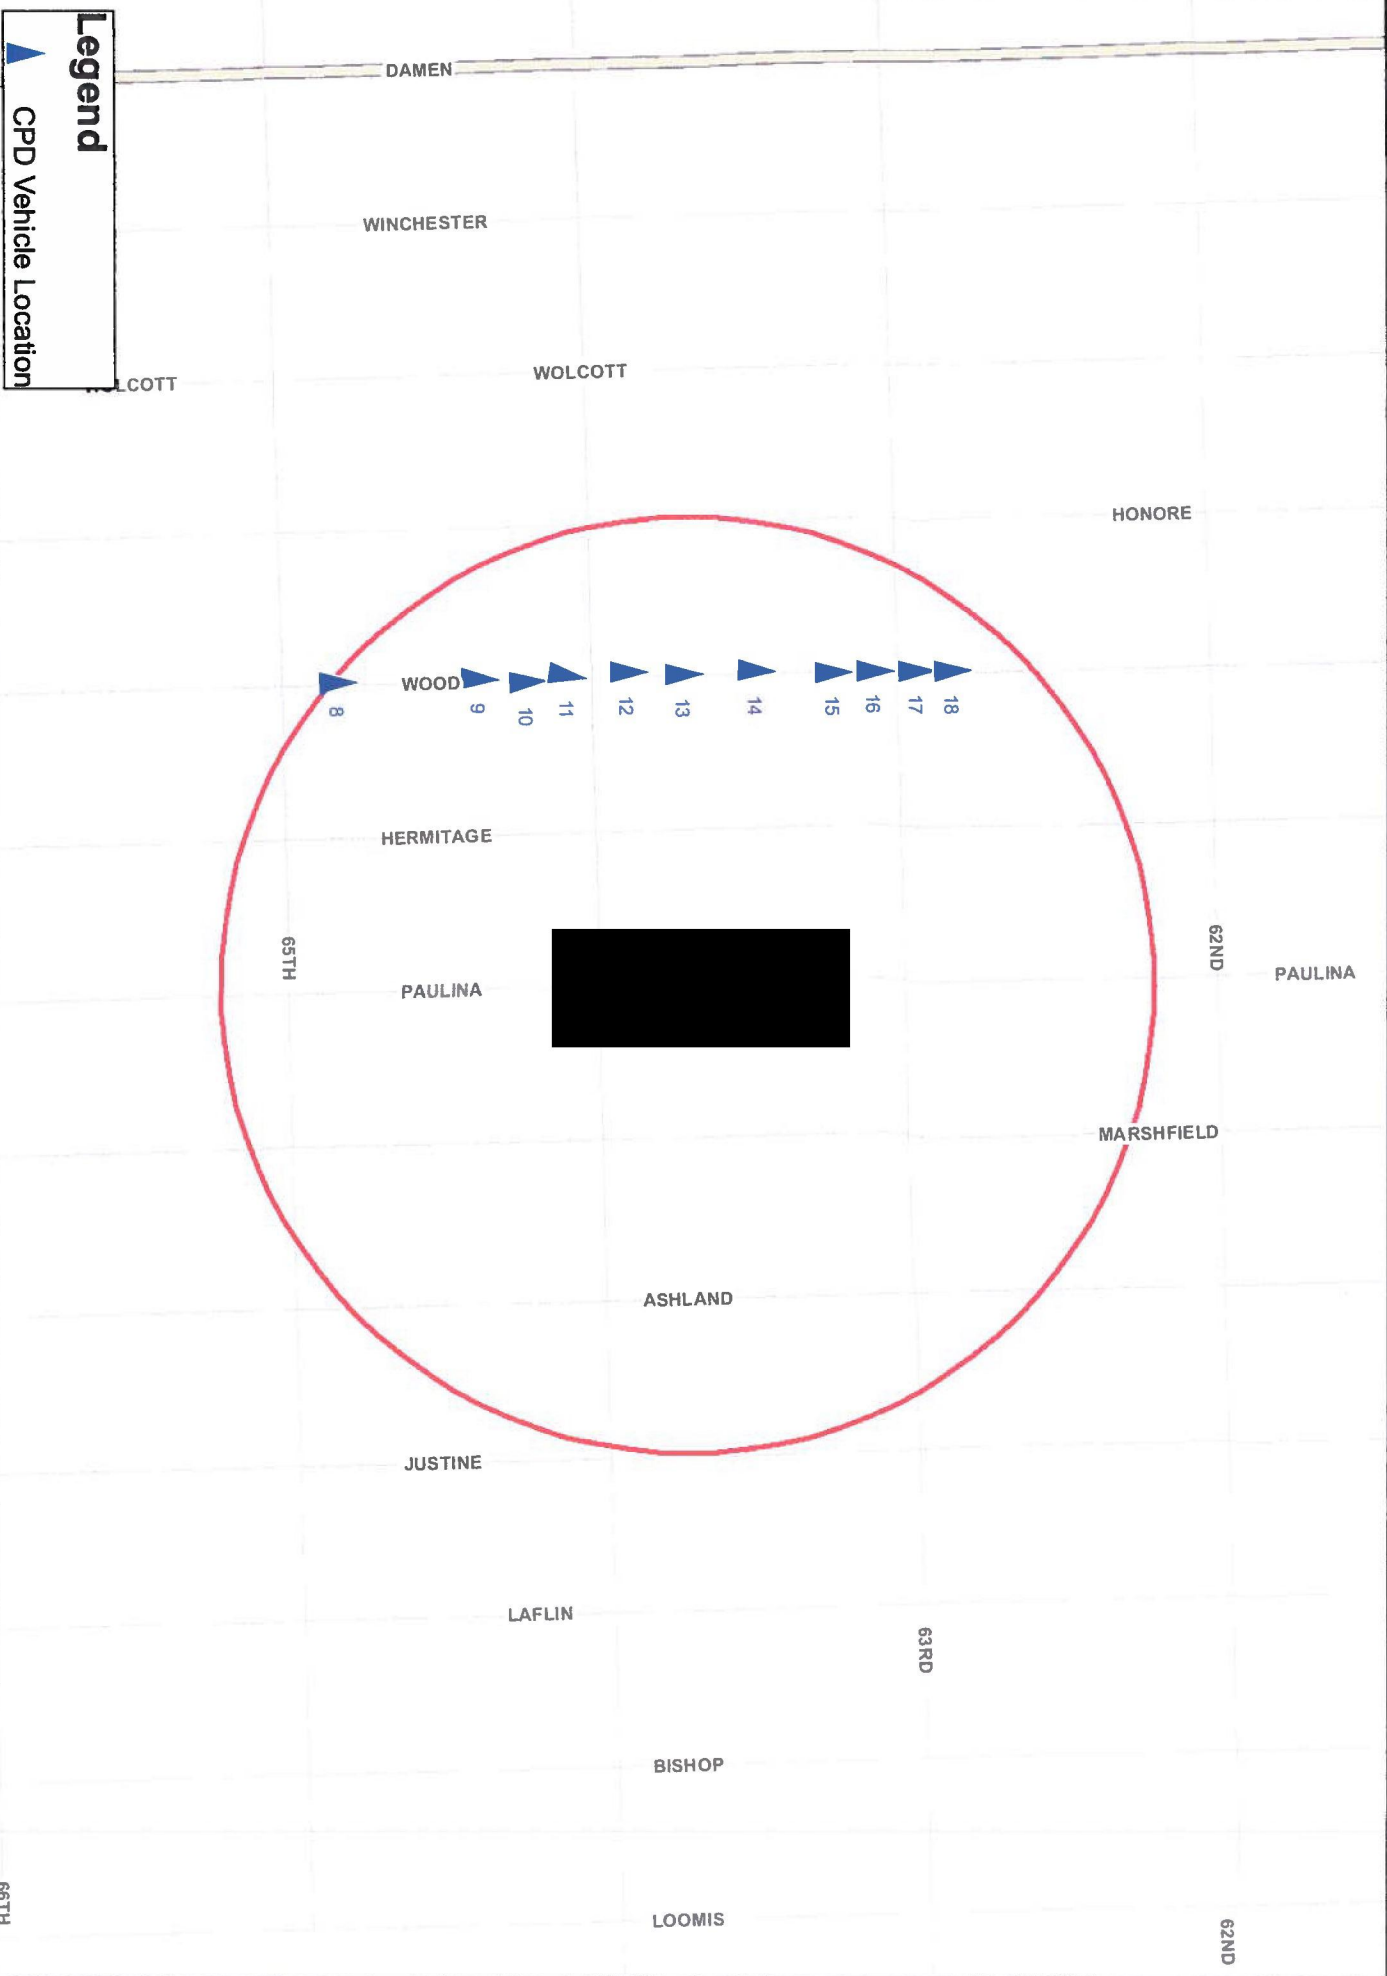 Legend
CPD Vehicle Location
DAMEN
WINCHESTER
WOLCOTT
HONORE
WOOD
8
9
10
11
12
13
14
15
16
17
18
HERMITAGE
65TH
62ND
PAULINA
PAULINA
MARSHFIELD
ASHLAND
JUSTINE
LAFLIN
63RD
BISHOP
LOOMIS
66TH
62ND